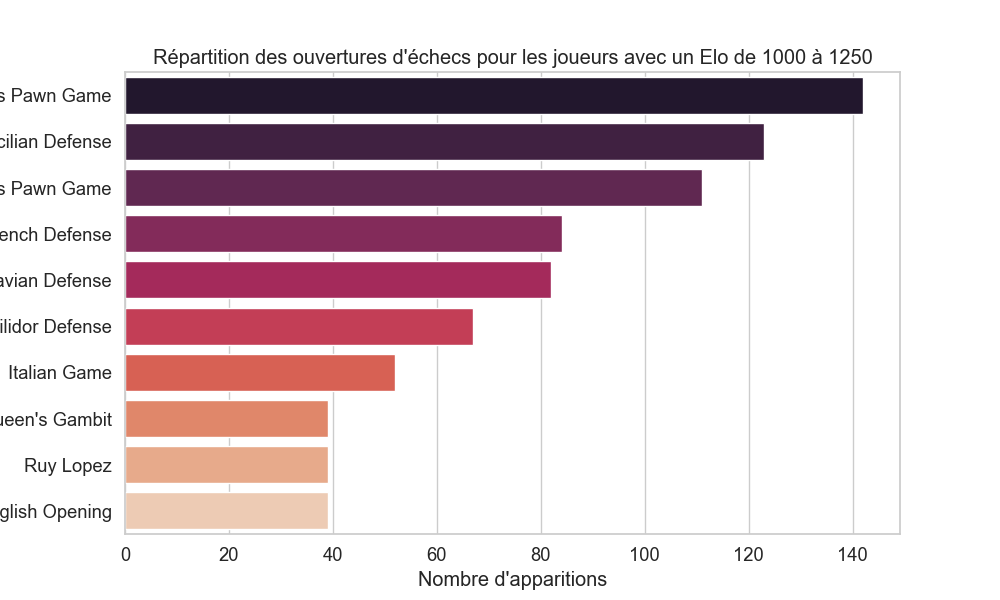 Répartition des ouvertures d'échecs pour les joueurs avec un Elo de 1000 à 1250
s Pawn Game
cilian Defense
s Pawn Game
ench Defense
avian Defense
ilidor Defense
Italian Game
ueen's Gambit
Ruy Lopez
glish Opening
0 20 40 60 80 100 120 140
Nombre d'apparitions